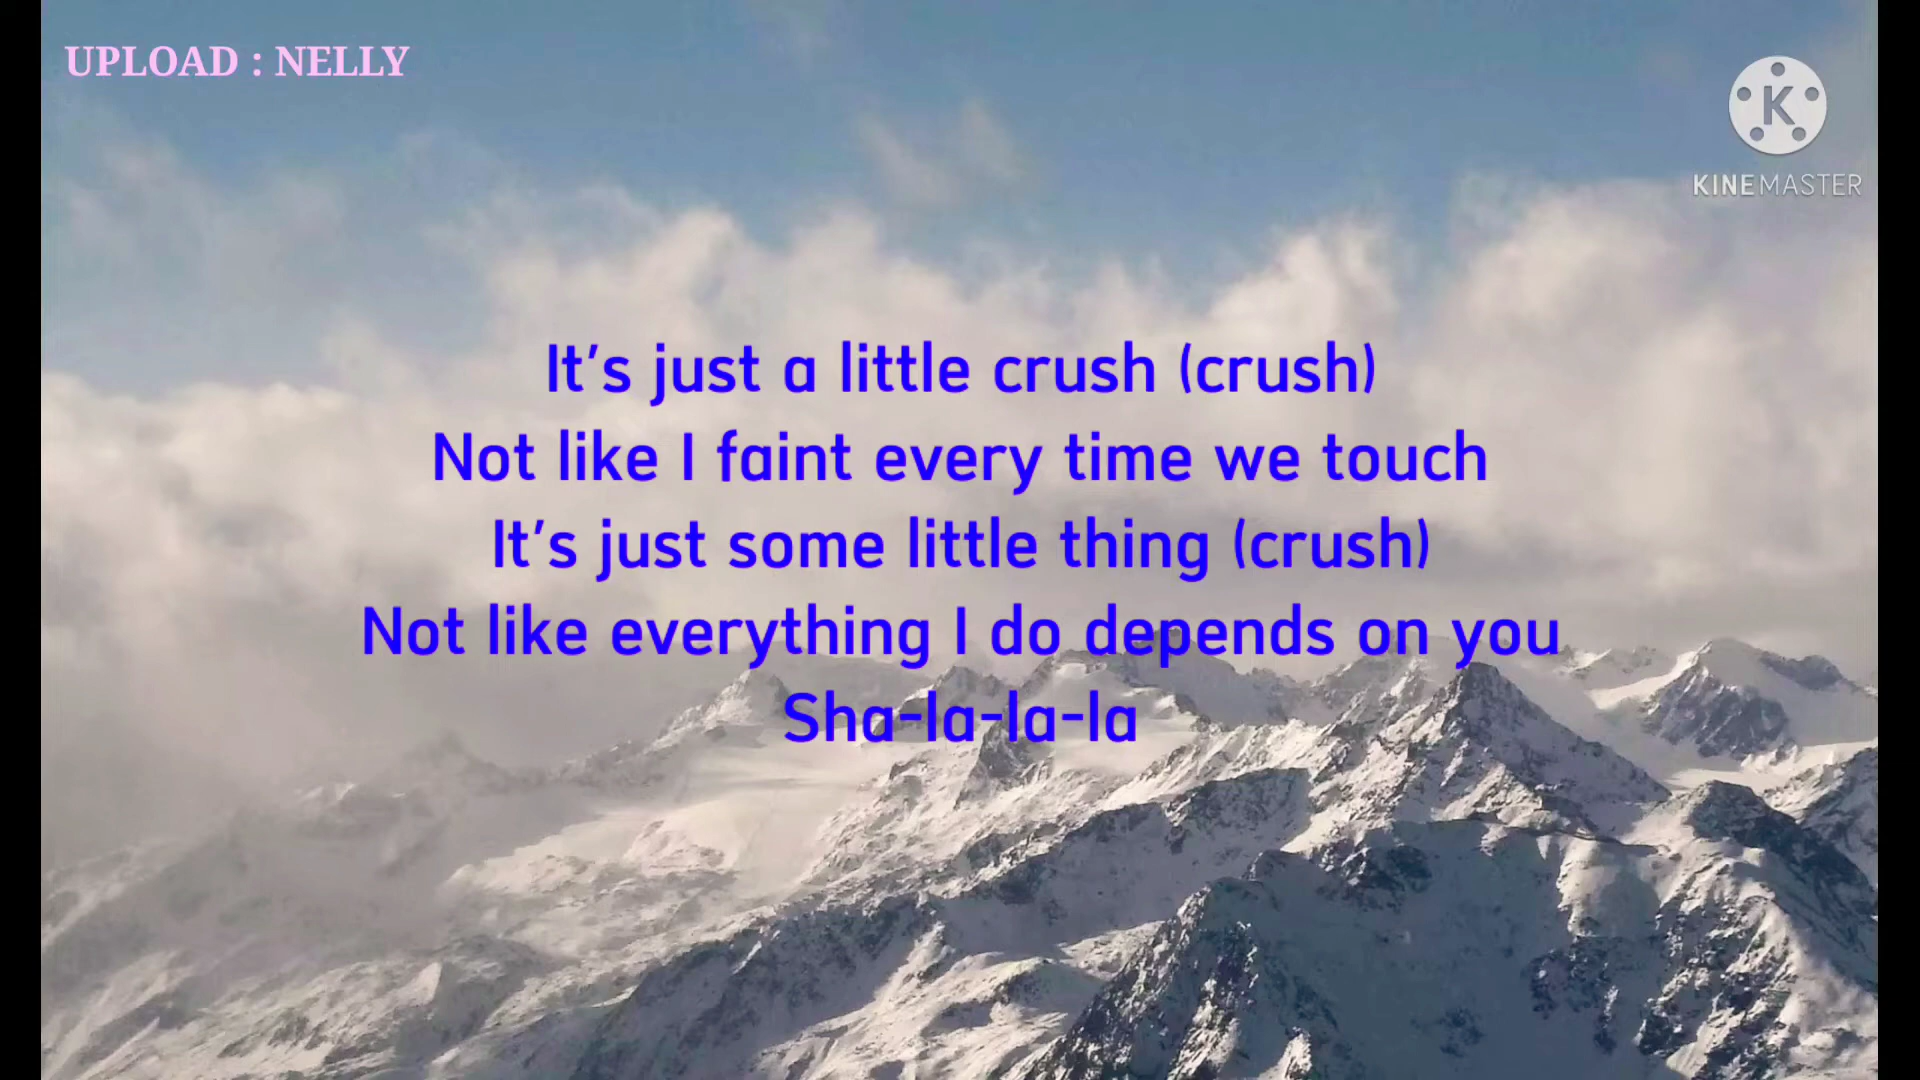 UPLOAD : NELLY
K
KINEMASTER
It's just a little crush (crush)
Not like I faint every time we touch
It's just some little thing (crush)
Not like everything I do depends on you
Sha-la-la-la